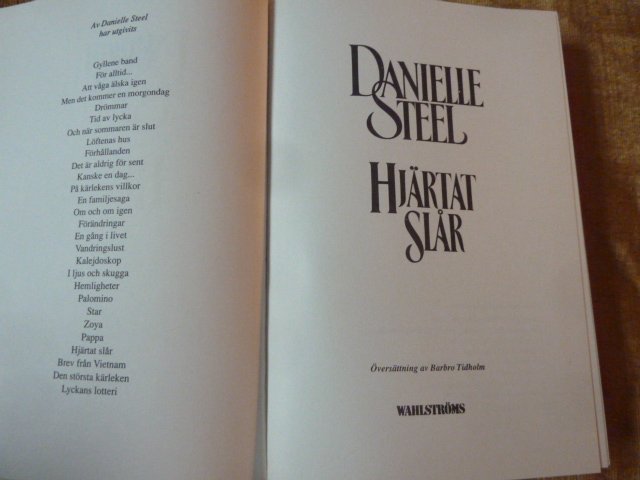 Av Danielle Steel
har utgivits
Gyllene band
För alltid...
Att våga älska igen
Men det kommer en morgondag
Drömmar
Tid av lycka
Och när sommaren är slut
Löftenas hus
Förhållanden
Det är aldrig för sent
Kanske en dag...
På kärlekens villkor
En familjesaga
Om och om igen
Förändringar
En gång i livet
Vandringslust
Kalejdoskop
I ljus och skugga
Hemligheter
Palomino
Star
Zoya
Pappa
Hjärtat slår
Brev från Vietnam
Den största kärleken
Lyckans lotteri
DANIELLE
STEEL
HJÄRTAT
SLÅR
Översättning av Barbro Tidholm
WAHLSTRÖMS